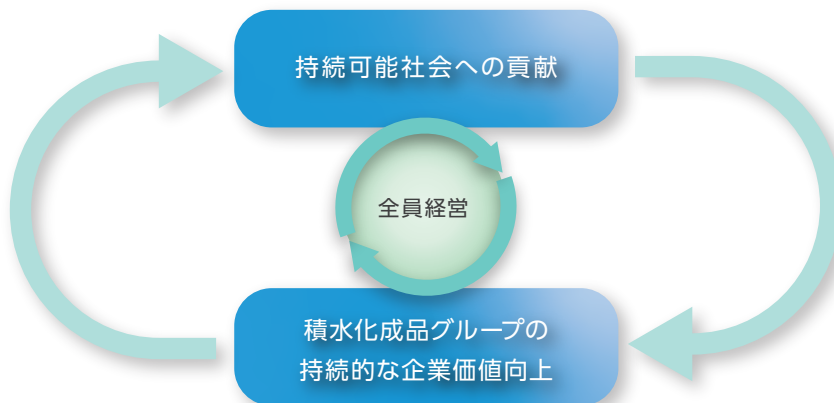 持続可能社会への貢献
全員経営
積水化成品グループの
持続的な企業価値向上